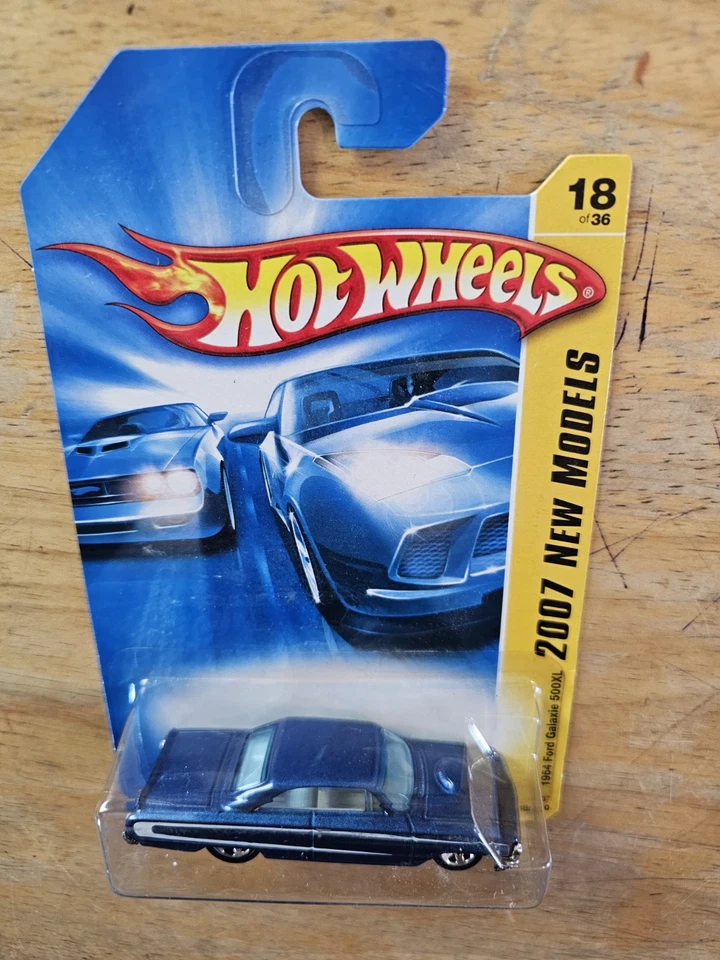 18
of 36
HOT WHEELS®
2007 NEW MODELS
1964 Ford Galaxie 500XL